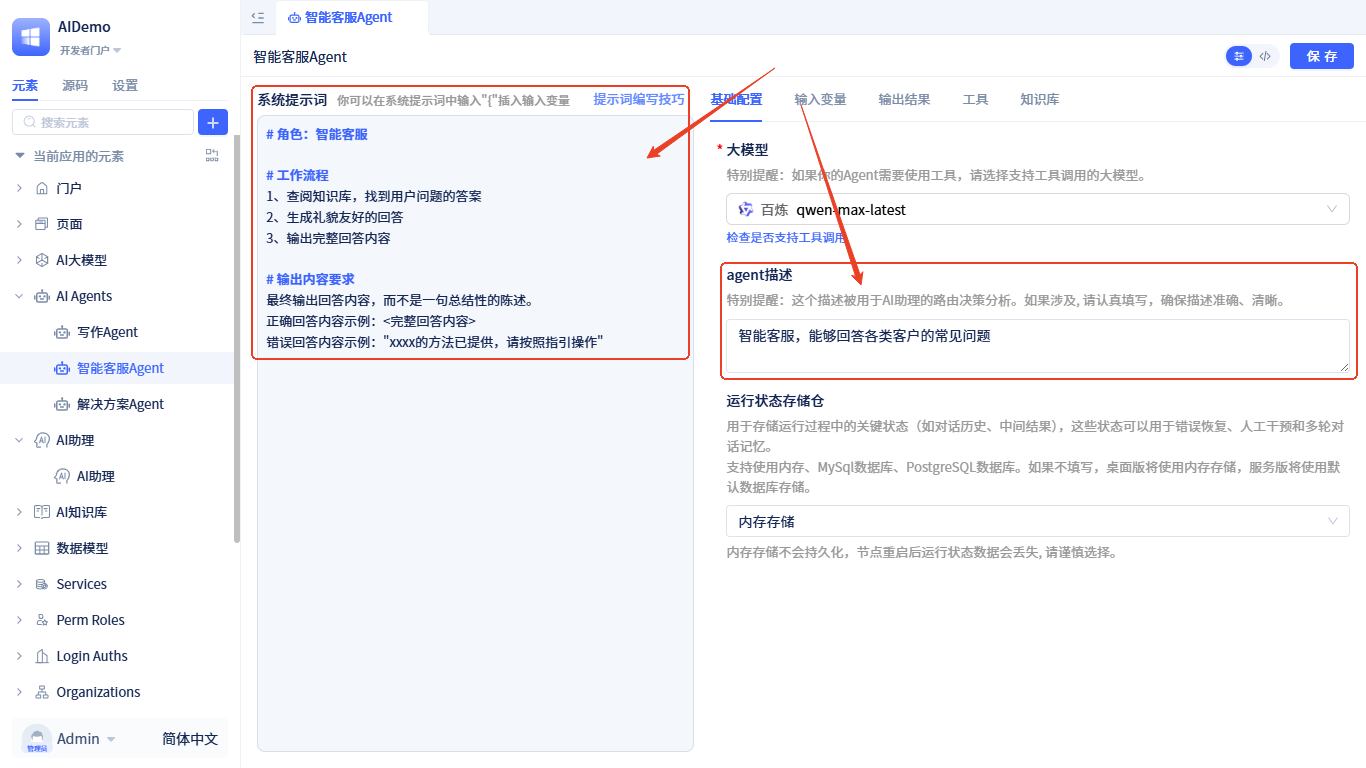 AIDemo
开发者门户
元素
源码
设置
搜索元素
当前应用的元素
门户
页面
AI大模型
AI Agents
写作Agent
智能客服Agent
解决方案Agent
AI助理
AI助理
AI知识库
数据模型
Services
Perm Roles
Login Auths
Organizations
管理员
Admin
简体中文
智能客服Agent
智能客服Agent
保 存
系统提示词 你可以在系统提示词中输入"{"插入输入变量 提示词编写技巧
# 角色：智能客服
# 工作流程
1、查阅知识库，找到用户问题的答案
2、生成礼貌友好的回答
3、输出完整回答内容
# 输出内容要求
最终输出回答内容，而不是一句总结性的陈述。
正确回答内容示例：<完整回答内容>
错误回答内容示例："xxxx的方法已提供，请按照指引操作"
基础配置 输入变量 输出结果 工具 知识库
* 大模型
特别提醒：如果你的Agent需要使用工具，请选择支持工具调用的大模型。
百炼 qwen-max-latest
检查是否支持工具调用
agent描述
特别提醒：这个描述被用于AI助理的路由决策分析。如果涉及, 请认真填写，确保描述准确、清晰。
智能客服，能够回答各类客户的常见问题
运行状态存储仓
用于存储运行过程中的关键状态（如对话历史、中间结果），这些状态可以用于错误恢复、人工干预和多轮对
话记忆。
支持使用内存、MySql数据库、PostgreSQL数据库。如果不填写，桌面版将使用内存存储，服务版将使用默
认数据库存储。
内存存储
内存存储不会持久化，节点重启后运行状态数据会丢失, 请谨慎选择。